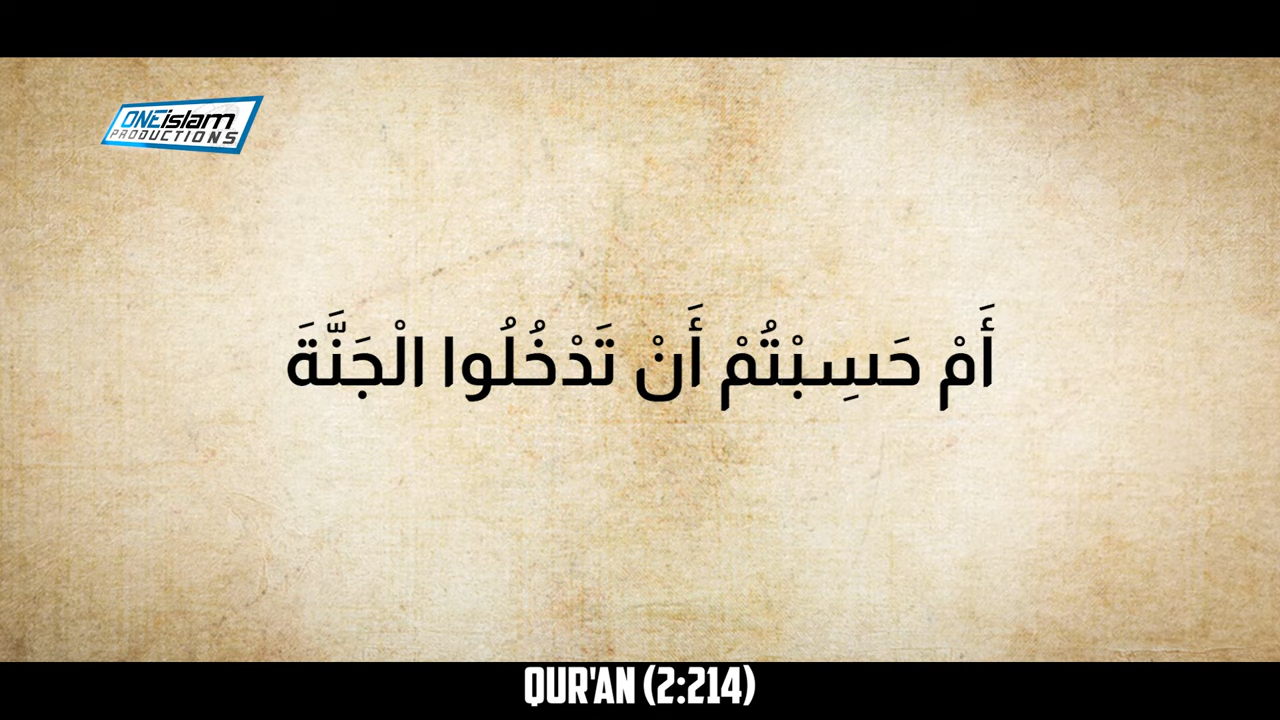 ONEislam
PRODUCTIONS
أَمْ حَسِبْتُمْ أَنْ تَدْخُلُوا الْجَنَّةَ
QUR'AN (2:214)